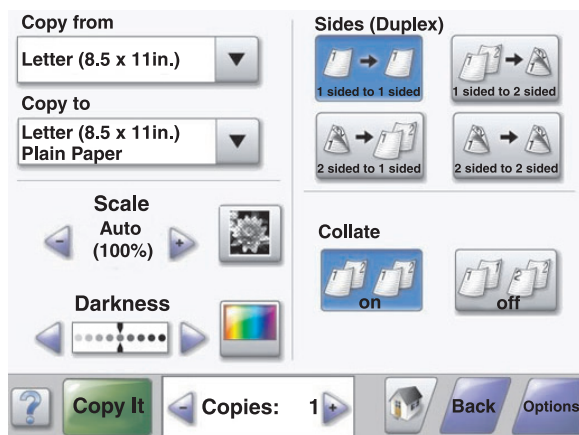 Copy from
Letter (8.5 x 11in.)
Copy to
Letter (8.5 x 11in.)
Plain Paper
Scale
Auto
(100%)
Darkness
Sides (Duplex)
1 sided to 1 sided
1 sided to 2 sided
2 sided to 1 sided
2 sided to 2 sided
Collate
on
off
?
Copy It
Copies:
1
Back
Options